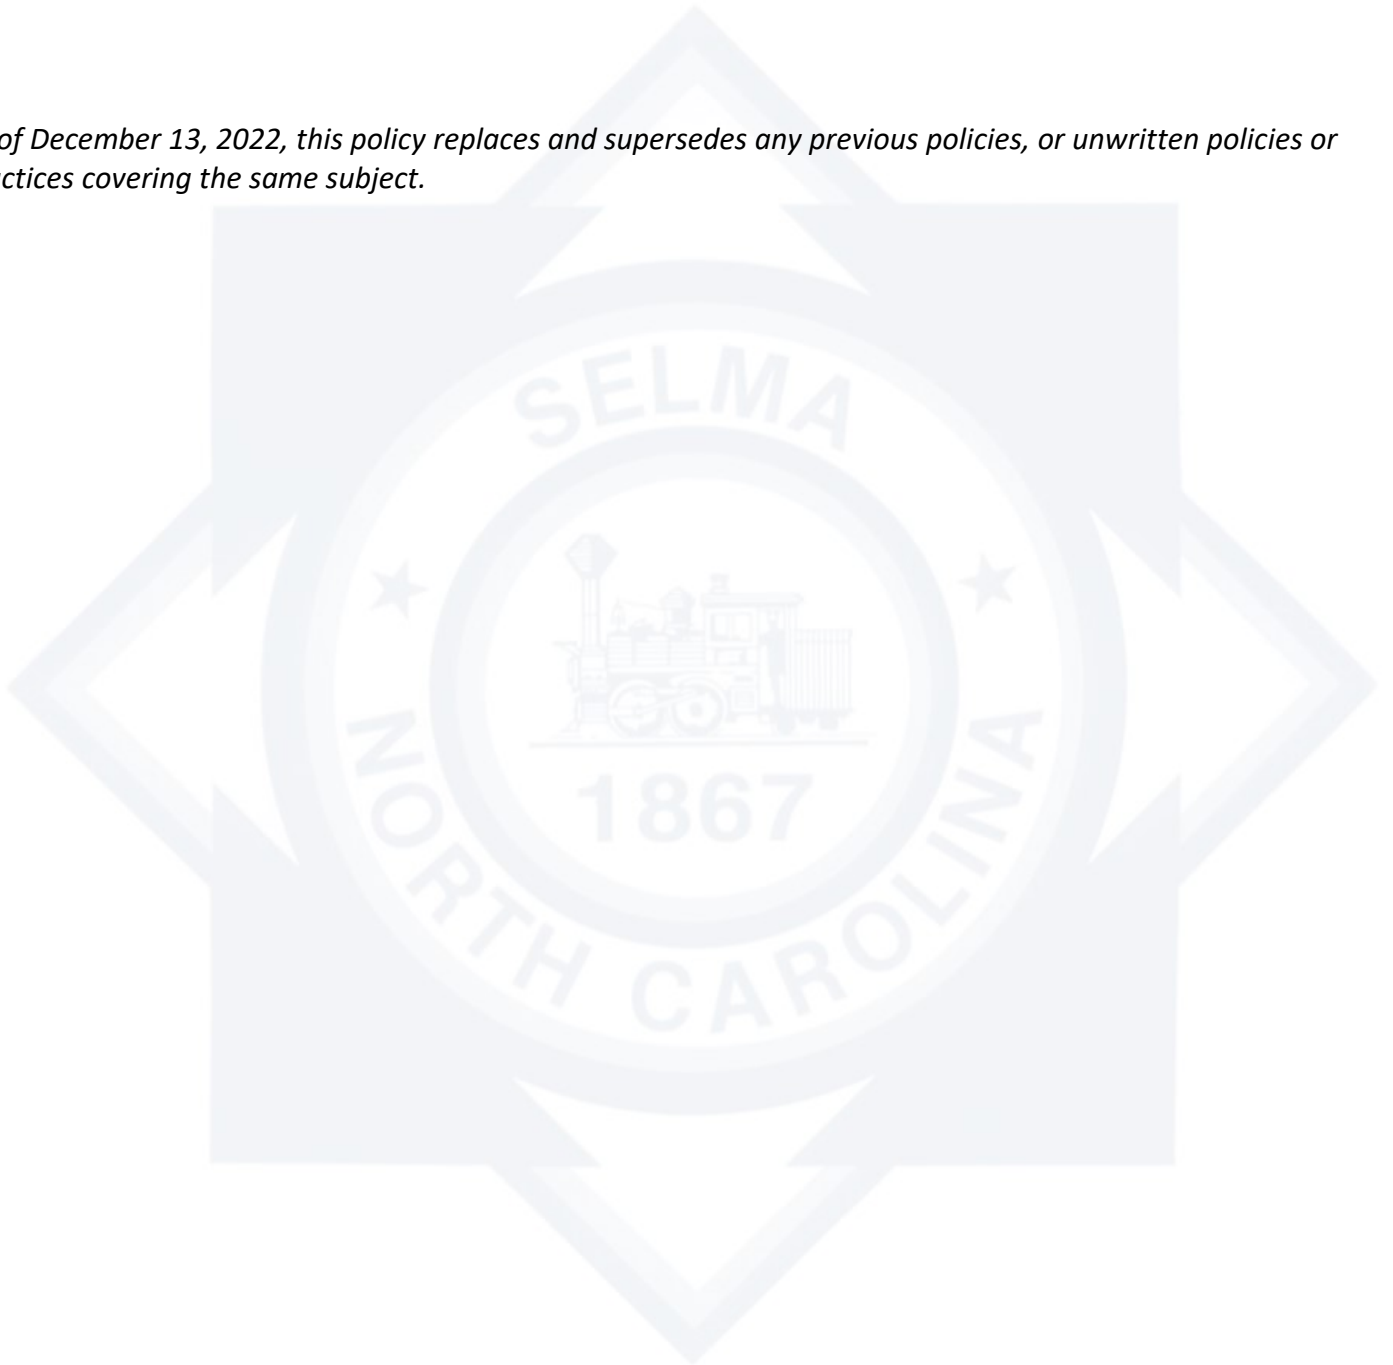 of December 13, 2022, this policy replaces and supersedes any previous policies, or unwritten policies or
ctices covering the same subject.
SELMA
1867
NORTH CAROLINA